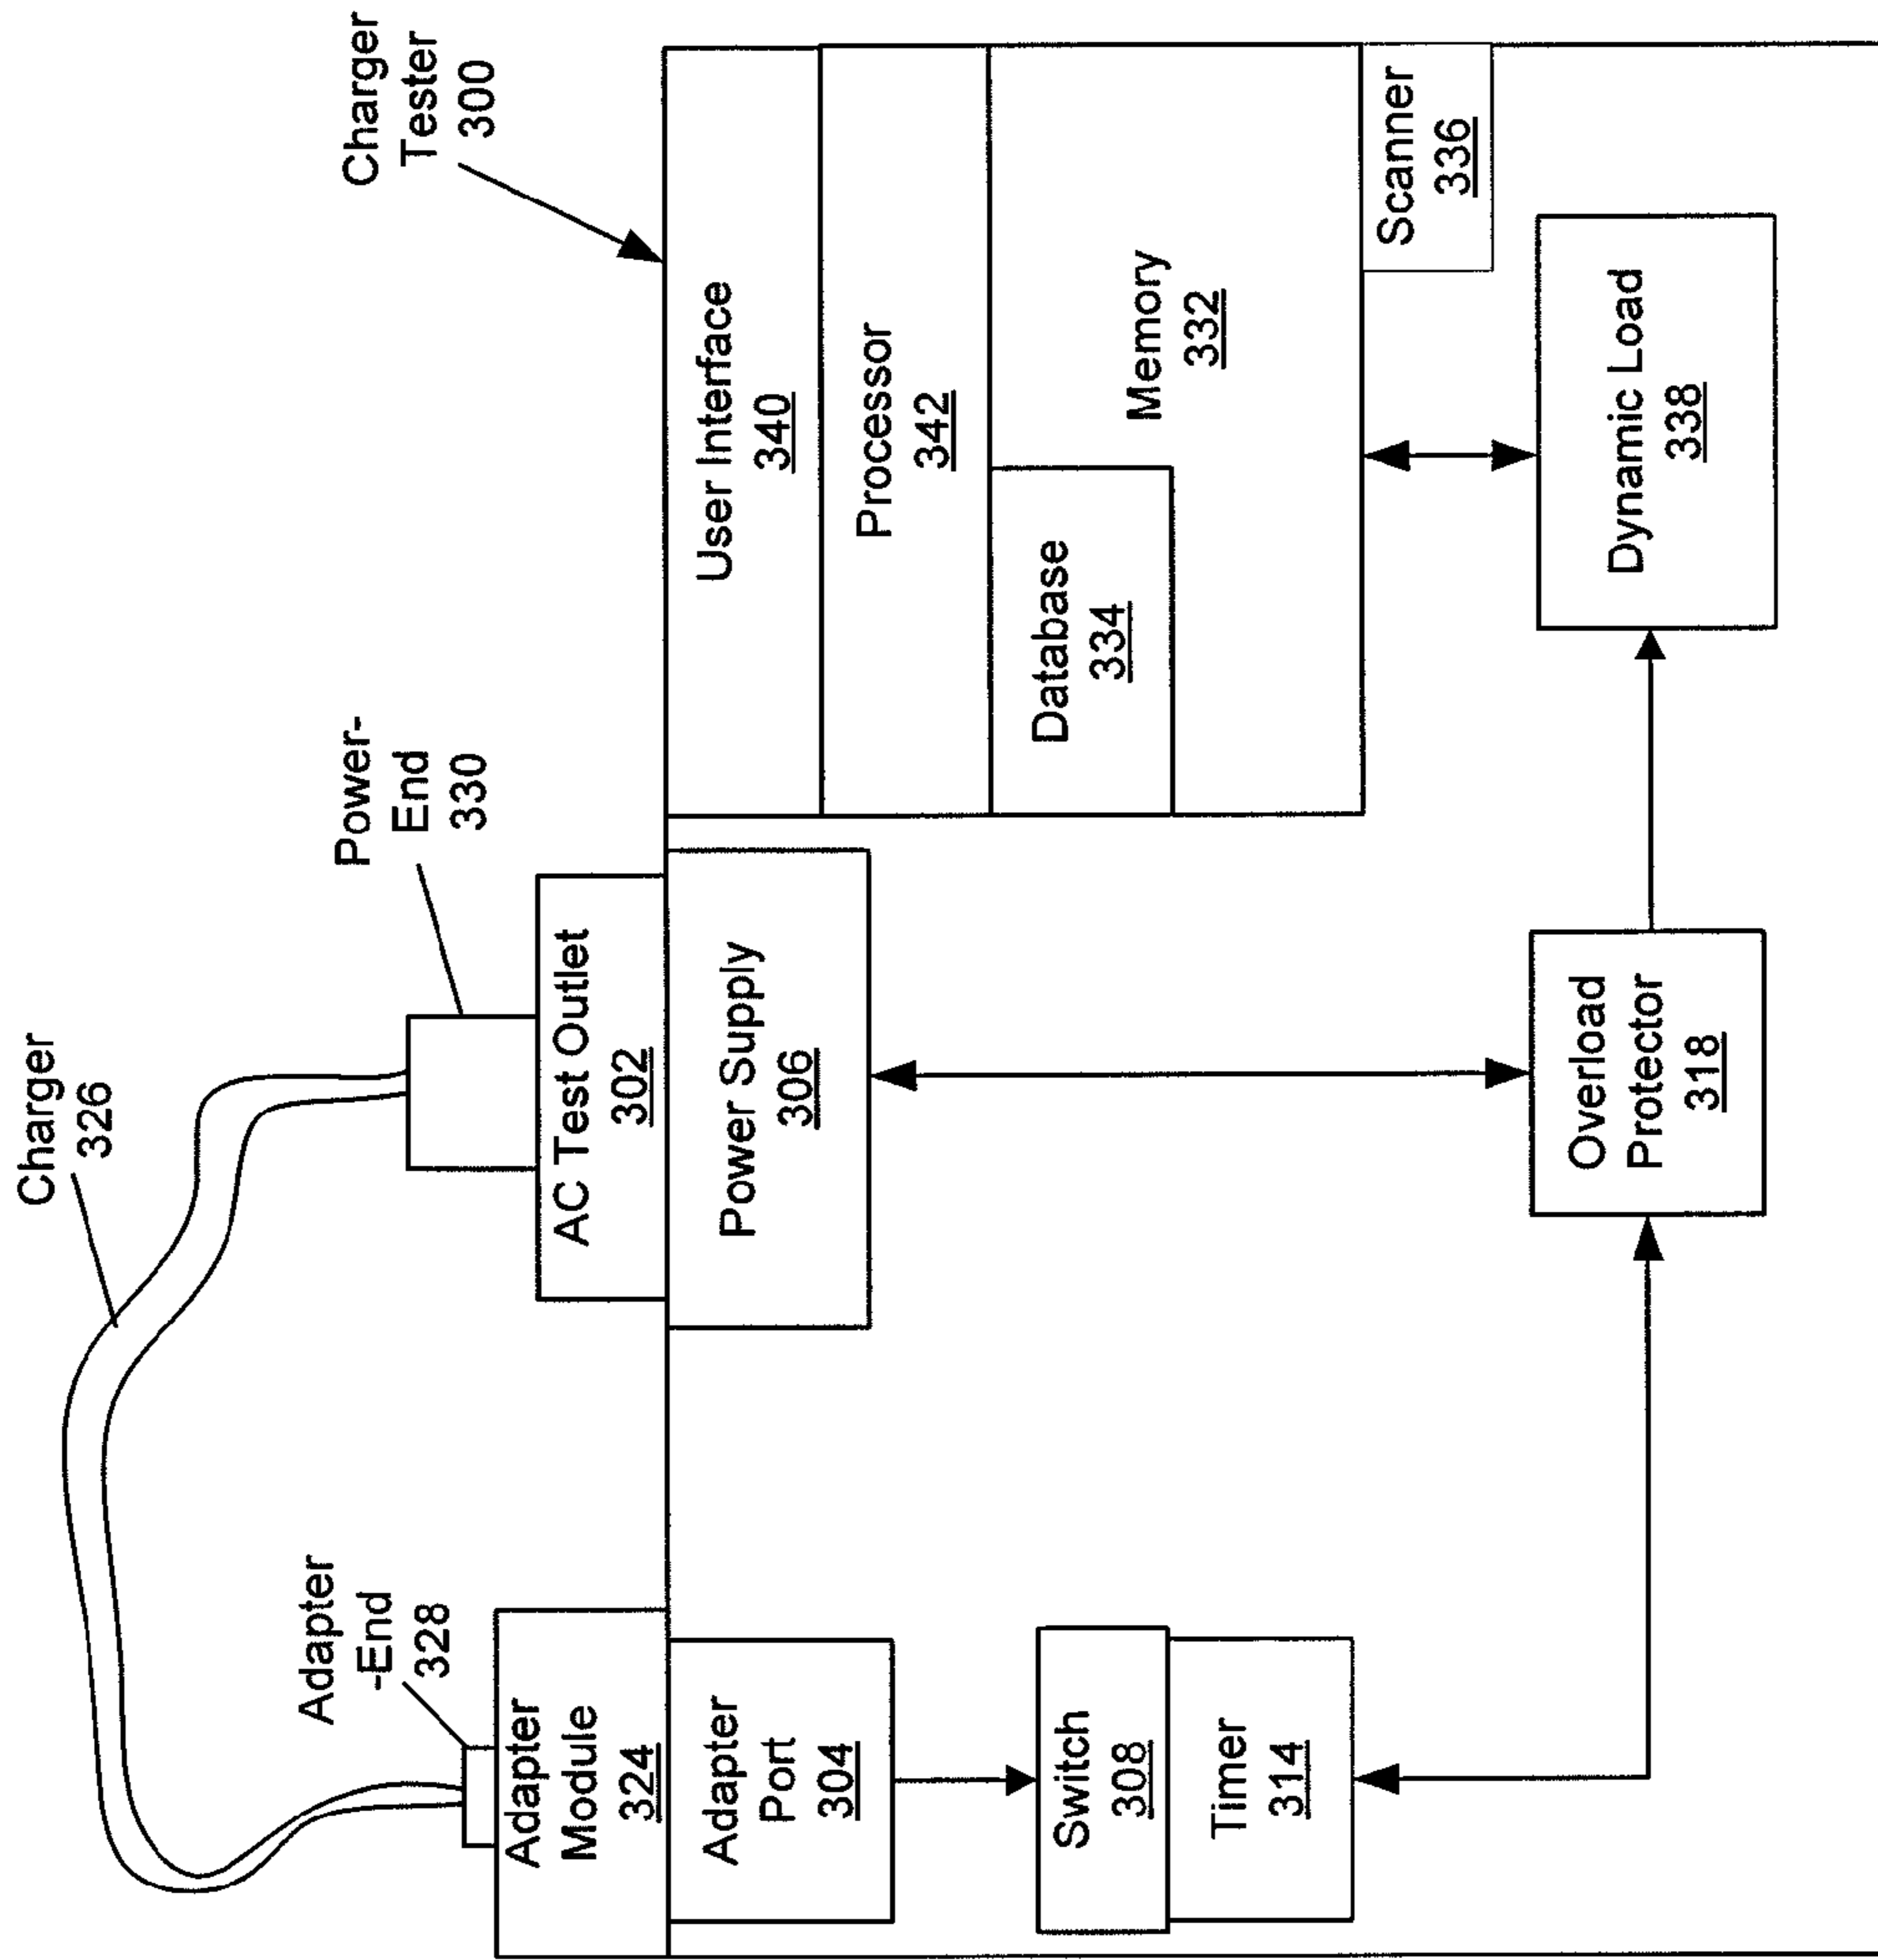 Charger
326
Charger
Tester
300
Power-
End
330
Adapter
-End
328
Adapter
Module
324
AC Test Outlet
302
User Interface
340
Adapter
Port
304
Power Supply
306
Processor
342
Database
334
Memory
332
Scanner
336
Switch
308
Timer
314
Overload
Protector
318
Dynamic Load
338